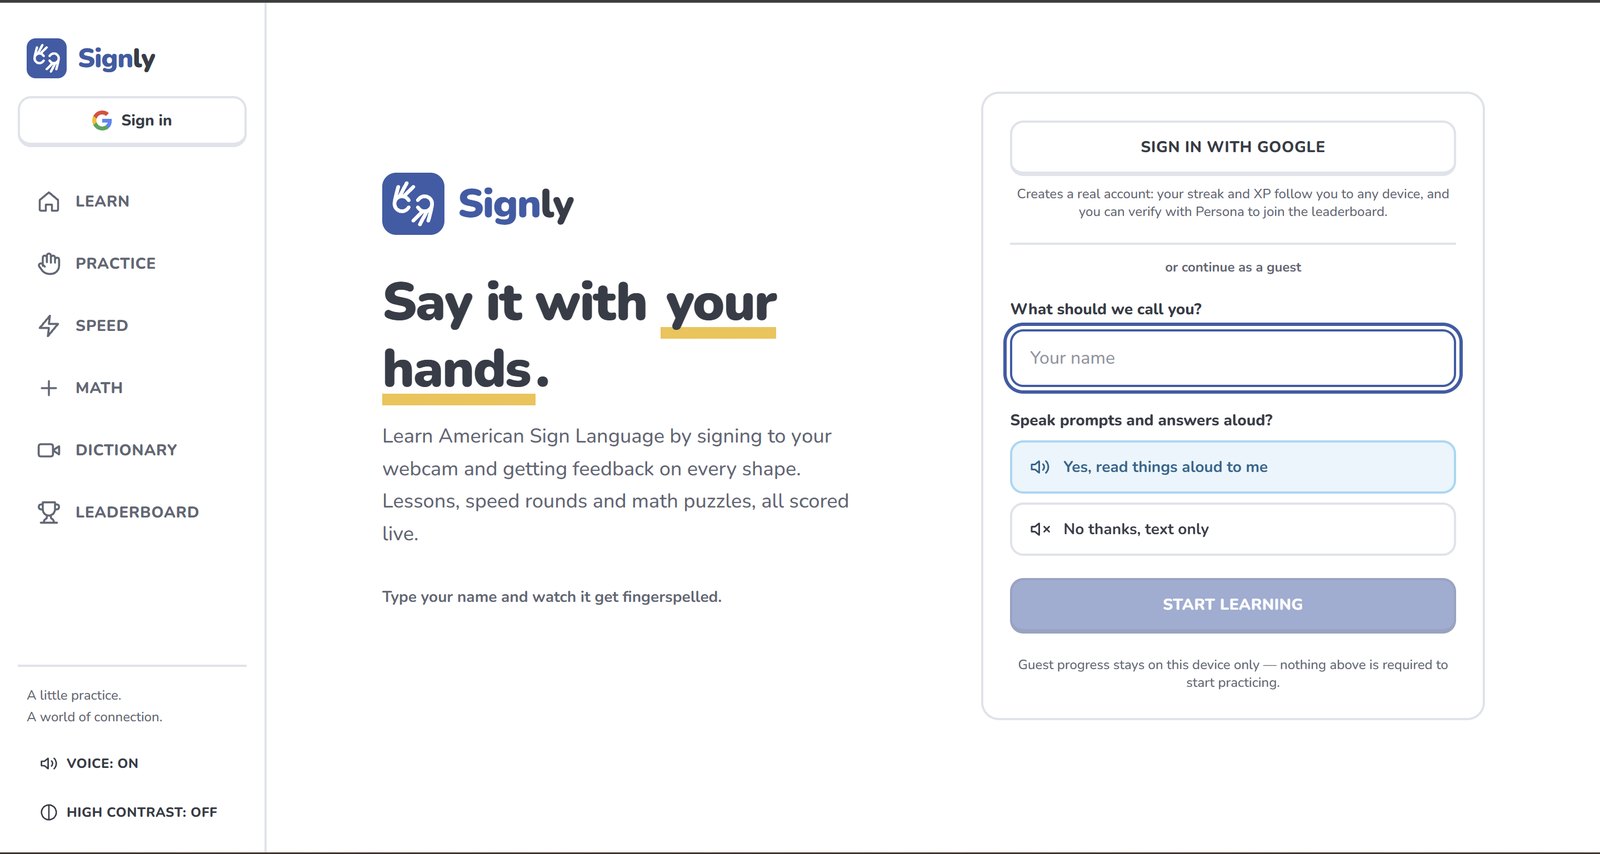 Signly
Sign in
LEARN
PRACTICE
SPEED
MATH
DICTIONARY
LEADERBOARD
A little practice.
A world of connection.
VOICE: ON
HIGH CONTRAST: OFF
Signly
Say it with your
hands.
Learn American Sign Language by signing to your
webcam and getting feedback on every shape.
Lessons, speed rounds and math puzzles, all scored
live.
Type your name and watch it get fingerspelled.
SIGN IN WITH GOOGLE
Creates a real account: your streak and XP follow you to any device, and
you can verify with Persona to join the leaderboard.
or continue as a guest
What should we call you?
Your name
Speak prompts and answers aloud?
Yes, read things aloud to me
No thanks, text only
START LEARNING
Guest progress stays on this device only — nothing above is required to
start practicing.